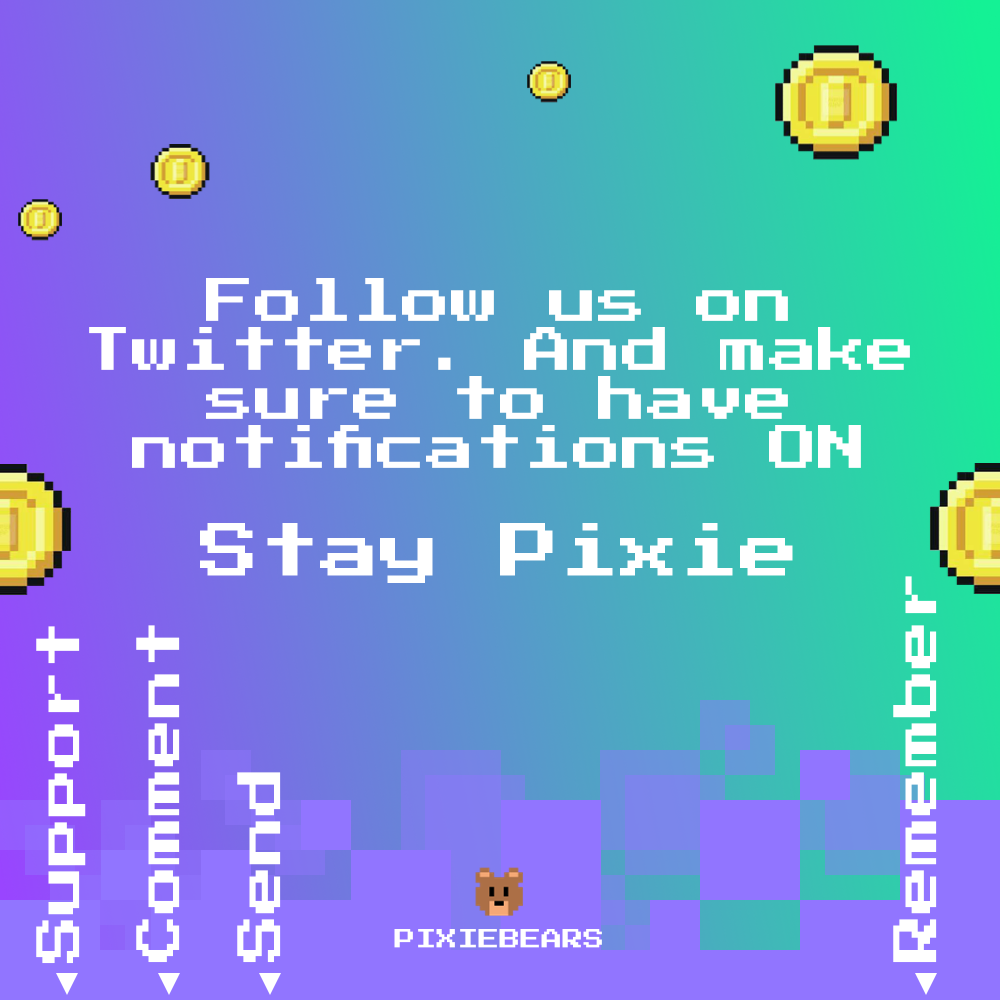 Follow us on
Twitter. And make
sure to have
notifications ON
Stay Pixie
Support
Comment
Send
Remember
PIXIEBEARS